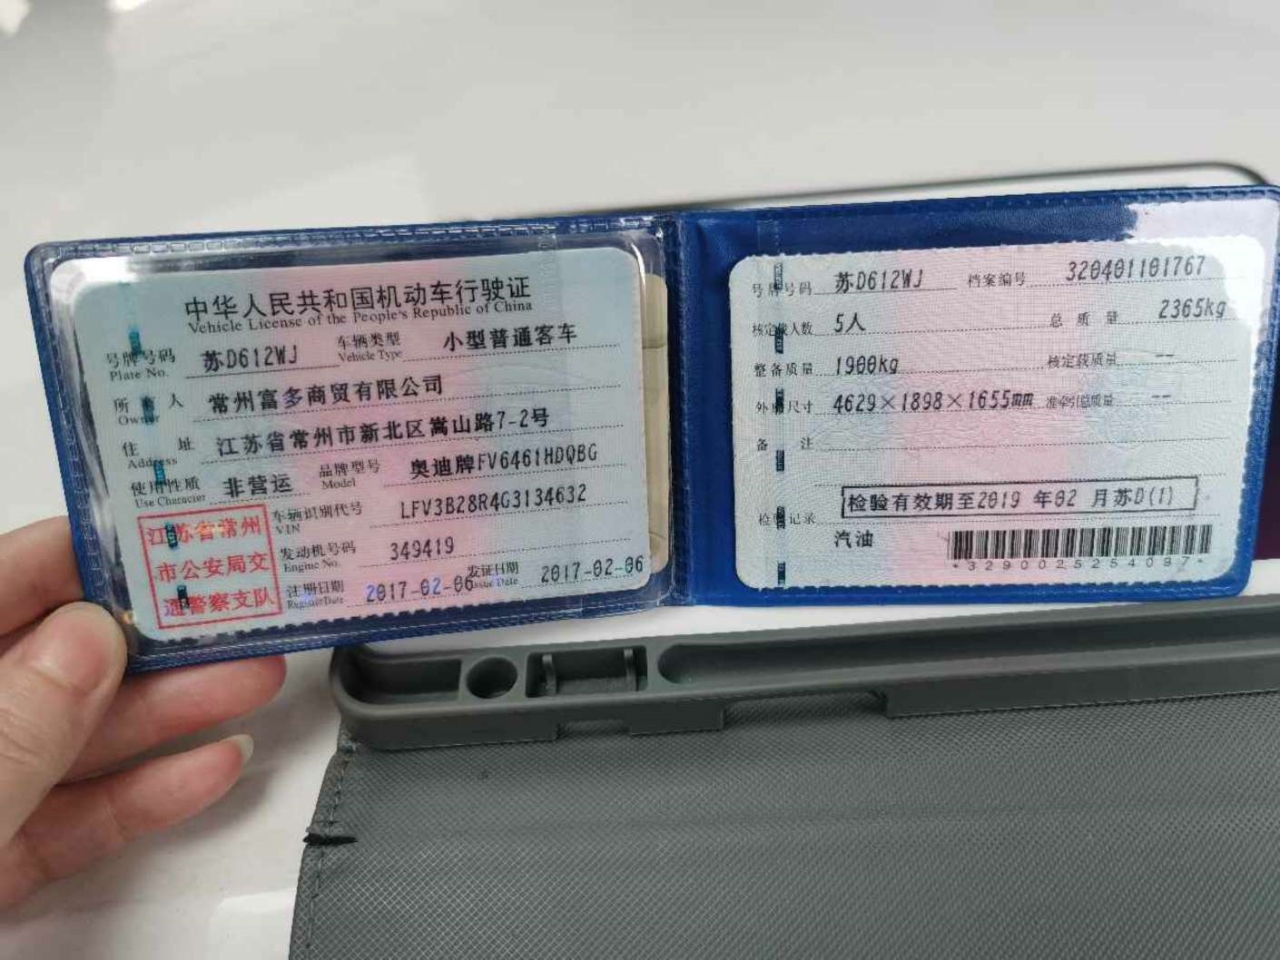 中华人民共和国机动车行驶证
Vehicle License of the People's Republic of China
号牌号码 苏D612WJ 车辆类型 小型普通客车
Plate No. Vehicle Type
所 人 常州富多商贸有限公司
Owner
住 址 江苏省常州市新北区嵩山路7-2号
Address
使用性质 非营运 品牌型号 奥迪牌FV6461HDQBG
Use Character Model
江苏省常州
市公安局交
通警察支队
车辆识别代号 LFV3B28R4G3134632
VIN
发动机号码 349419
Engine No.
注册日期 2017-02-06 发证日期 2017-02-06
Register Date Issue Date
号牌号码 苏D612WJ 档案编号 320401101767
核定载人数 5人 总质量 2365kg
整备质量 1900kg 核定载质量 --
外廓尺寸 4629×1898×1655mm 准牵引总质量 --
备 注
检验有效期至2019 年02 月苏D(1)
检 记录
汽油
*3290025254087*